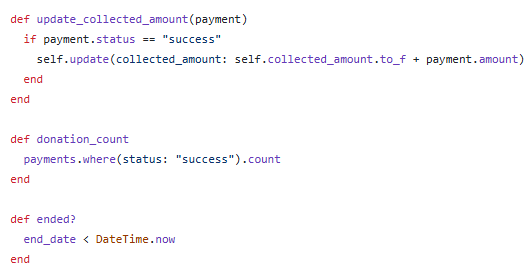 def update_collected_amount(payment)
  if payment.status == "success"
    self.update(collected_amount: self.collected_amount.to_f + payment.amount)
  end
end

def donation_count
  payments.where(status: "success").count
end

def ended?
  end_date < DateTime.now
end